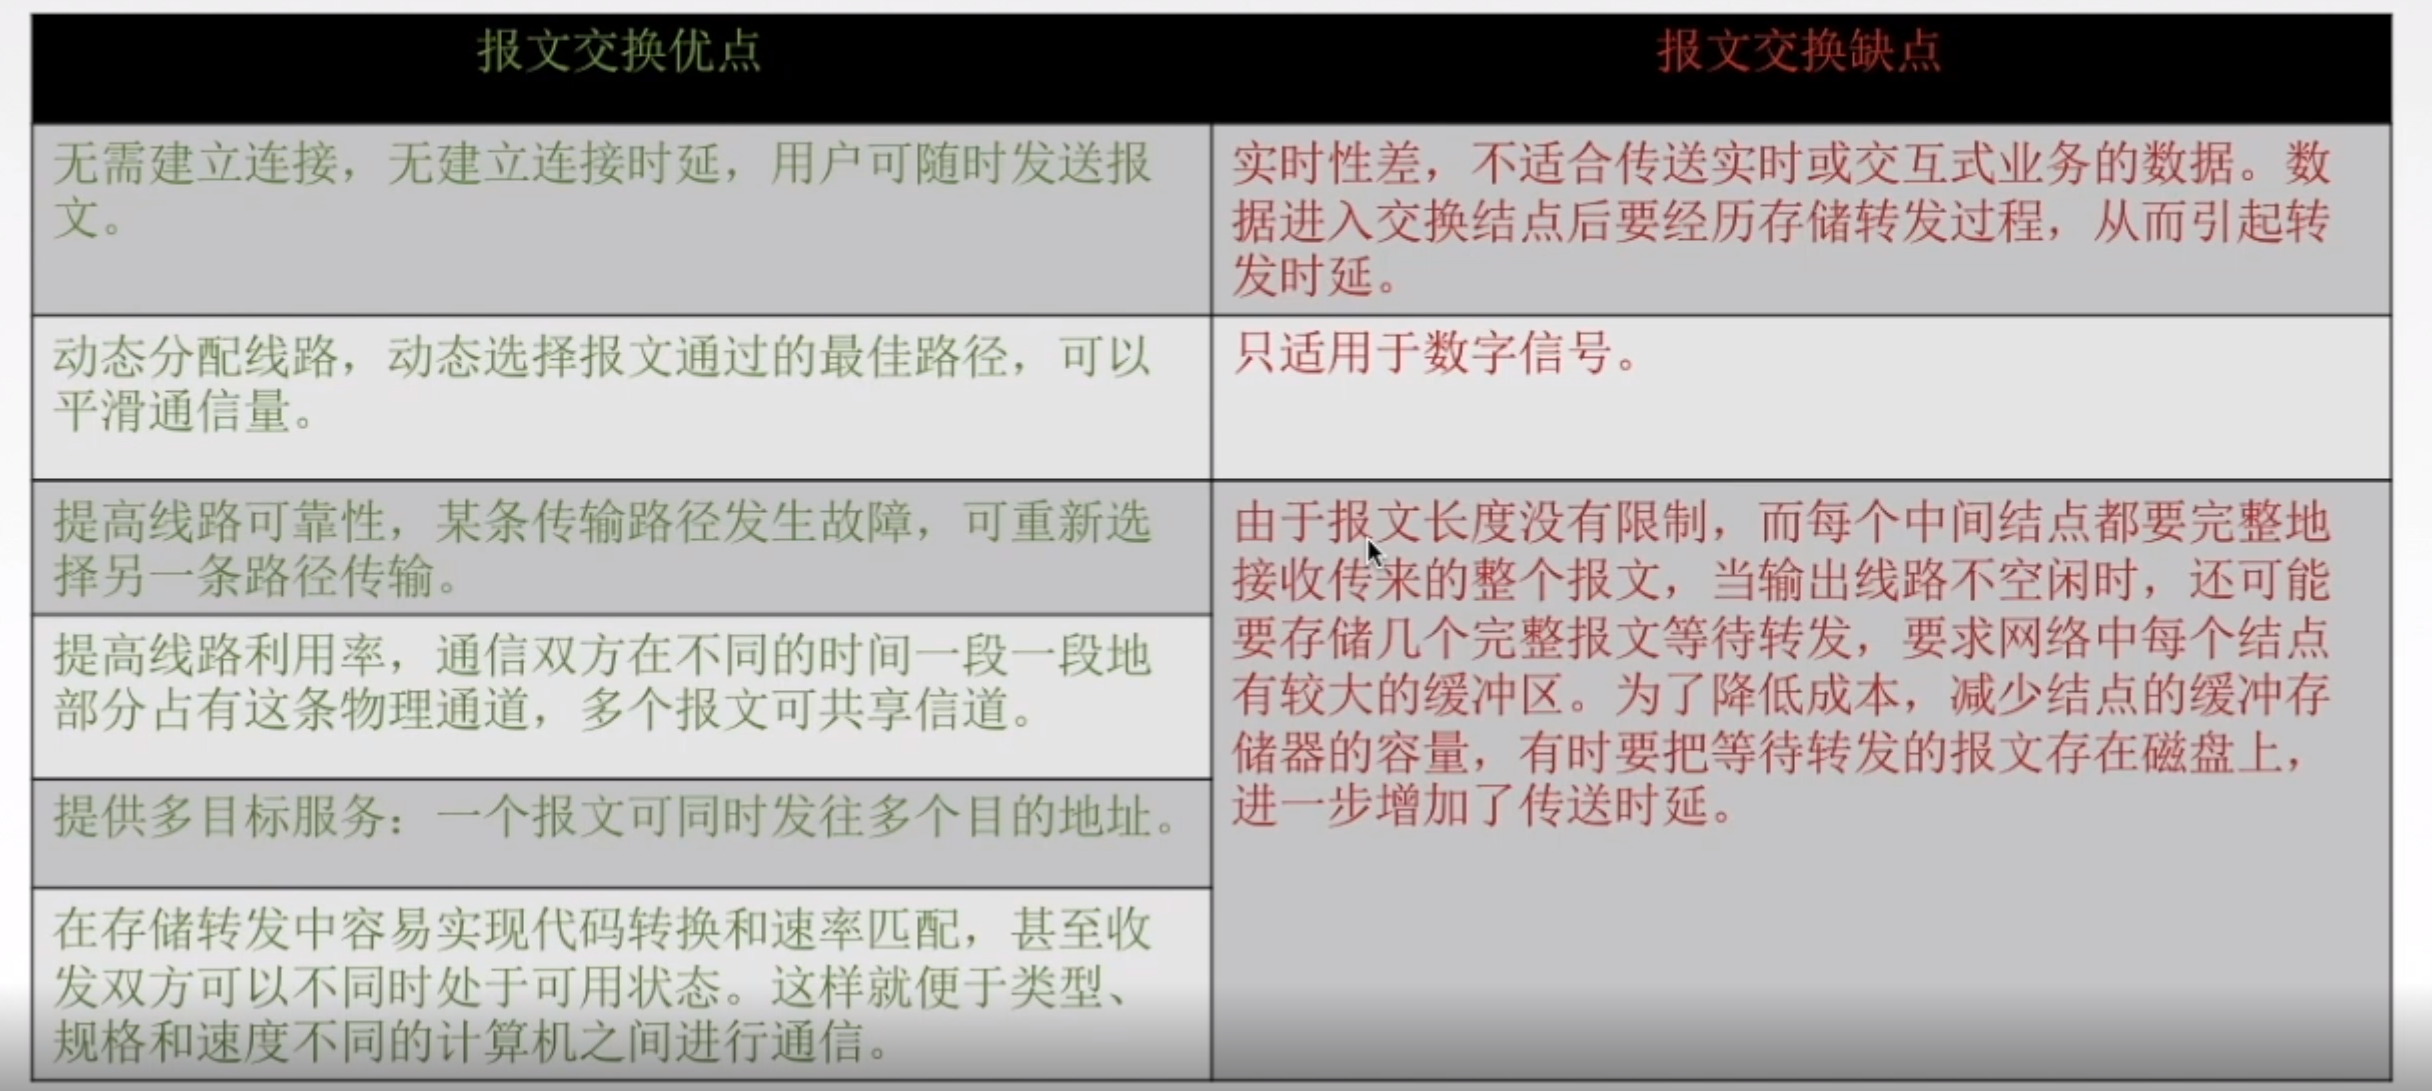 报文交换优点
报文交换缺点
无需建立连接，无建立连接时延，用户可随时发送报
文。
实时性差，不适合传送实时或交互式业务的数据。数
据进入交换结点后要经历存储转发过程，从而引起转
发时延。
动态分配线路，动态选择报文通过的最佳路径，可以
平滑通信量。
只适用于数字信号。
提高线路可靠性，某条传输路径发生故障，可重新选
择另一条路径传输。
由于报文长度没有限制，而每个中间结点都要完整地
接收传来的整个报文，当输出线路不空闲时，还可能
要存储几个完整报文等待转发，要求网络中每个结点
有较大的缓冲区。为了降低成本，减少结点的缓冲存
储器的容量，有时要把等待转发的报文存在磁盘上，
进一步增加了传送时延。
提高线路利用率，通信双方在不同的时间一段一段地
部分占有这条物理通道，多个报文可共享信道。
提供多目标服务：一个报文可同时发往多个目的地址。
在存储转发中容易实现代码转换和速率匹配，甚至收
发双方可以不同时处于可用状态。这样就便于类型、
规格和速度不同的计算机之间进行通信。